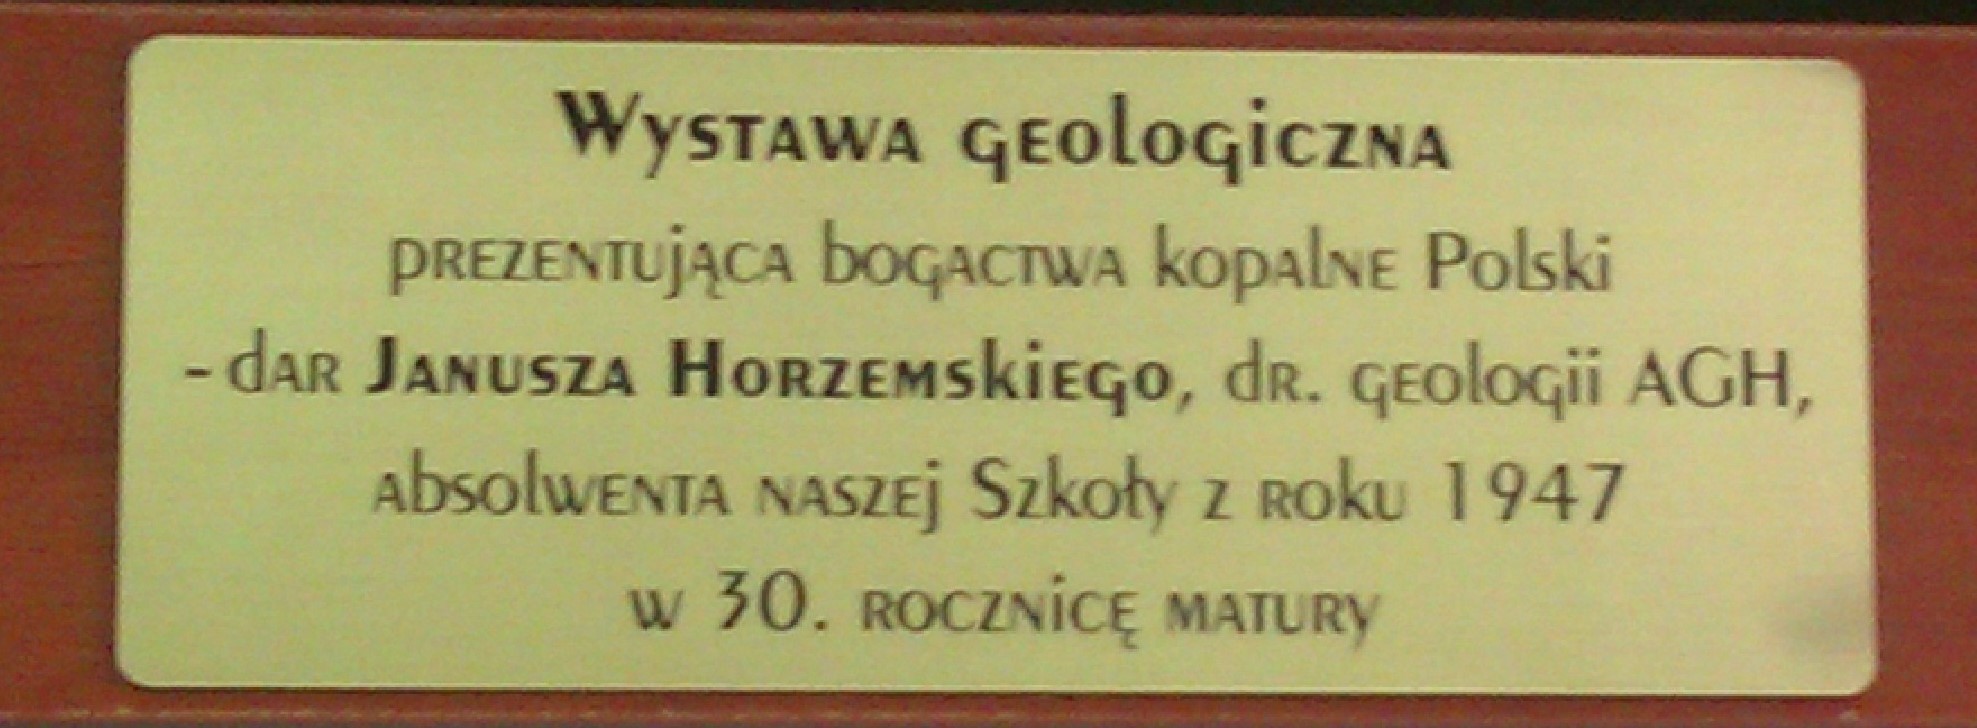 Wystawa geologiczna
prezentująca bogactwa kopalne Polski
- dar Janusza Horzemskiego, dr. geologii AGH,
absolwenta naszej Szkoły z roku 1947
w 30. rocznicę matury